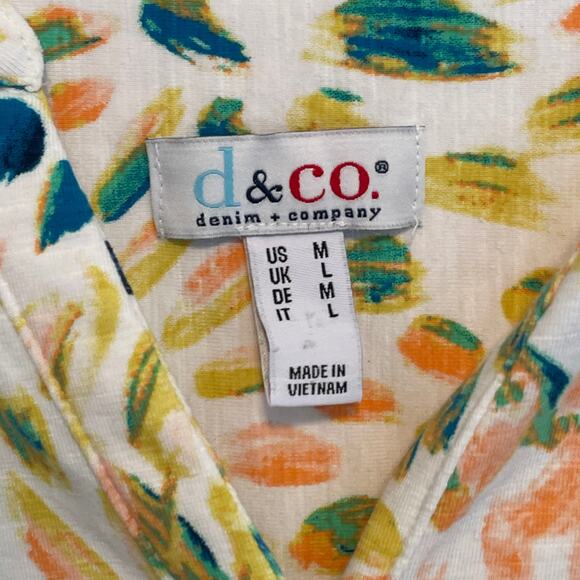 d&co.®
denim + company
US M
UK L
DE M
IT L
MADE IN
VIETNAM